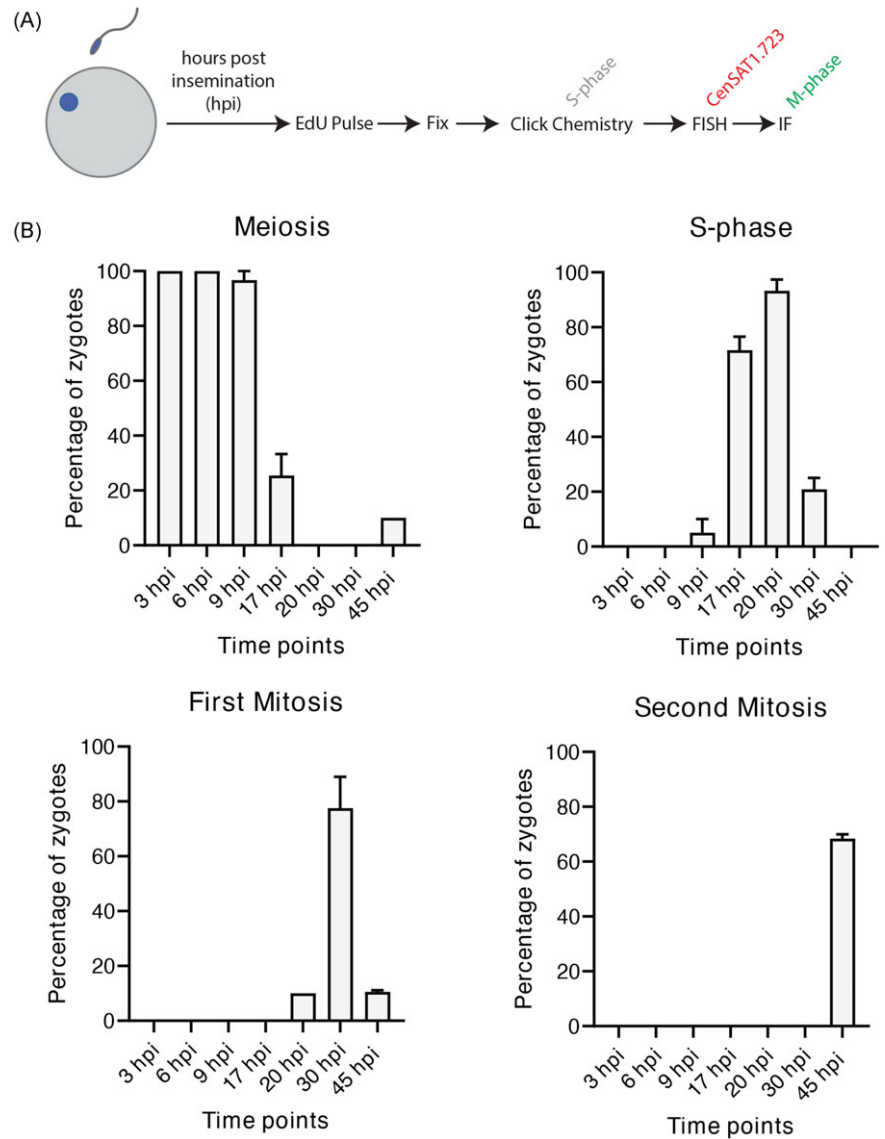 (A)
hours post
insemination
(hpi)
EdU Pulse
Fix
S-phase
Click Chemistry
CenSAT1.723
FISH
M-phase
IF
(B)
Meiosis
Percentage of zygotes
100
80
60
40
20
0
3 hpi
6 hpi
9 hpi
17 hpi
20 hpi
30 hpi
45 hpi
Time points
S-phase
Percentage of zygotes
100
80
60
40
20
0
3 hpi
6 hpi
9 hpi
17 hpi
20 hpi
30 hpi
45 hpi
Time points
First Mitosis
Percentage of zygotes
100
80
60
40
20
0
3 hpi
6 hpi
9 hpi
17 hpi
20 hpi
30 hpi
45 hpi
Time points
Second Mitosis
Percentage of zygotes
100
80
60
40
20
0
3 hpi
6 hpi
9 hpi
17 hpi
20 hpi
30 hpi
45 hpi
Time points